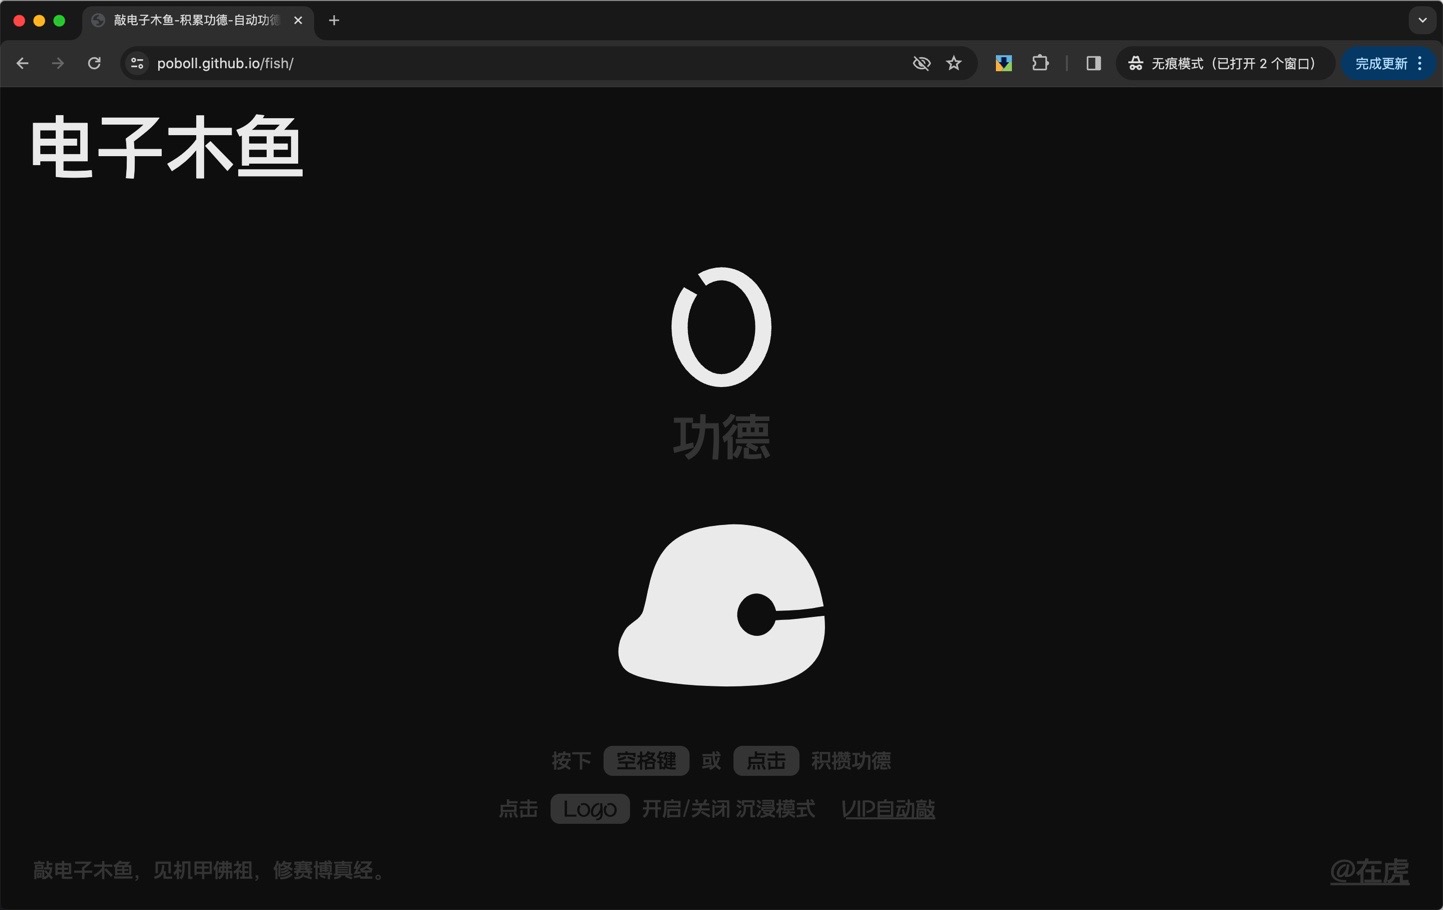 敲电子木鱼-积累功德-自动功德
poboll.github.io/fish/
无痕模式（已打开 2 个窗口）
完成更新
电子木鱼
0
功德
按下 空格键 或 点击 积攒功德
点击 Logo 开启/关闭 沉浸模式 VIP自动敲
敲电子木鱼，见机甲佛祖，修赛博真经。
@在虎